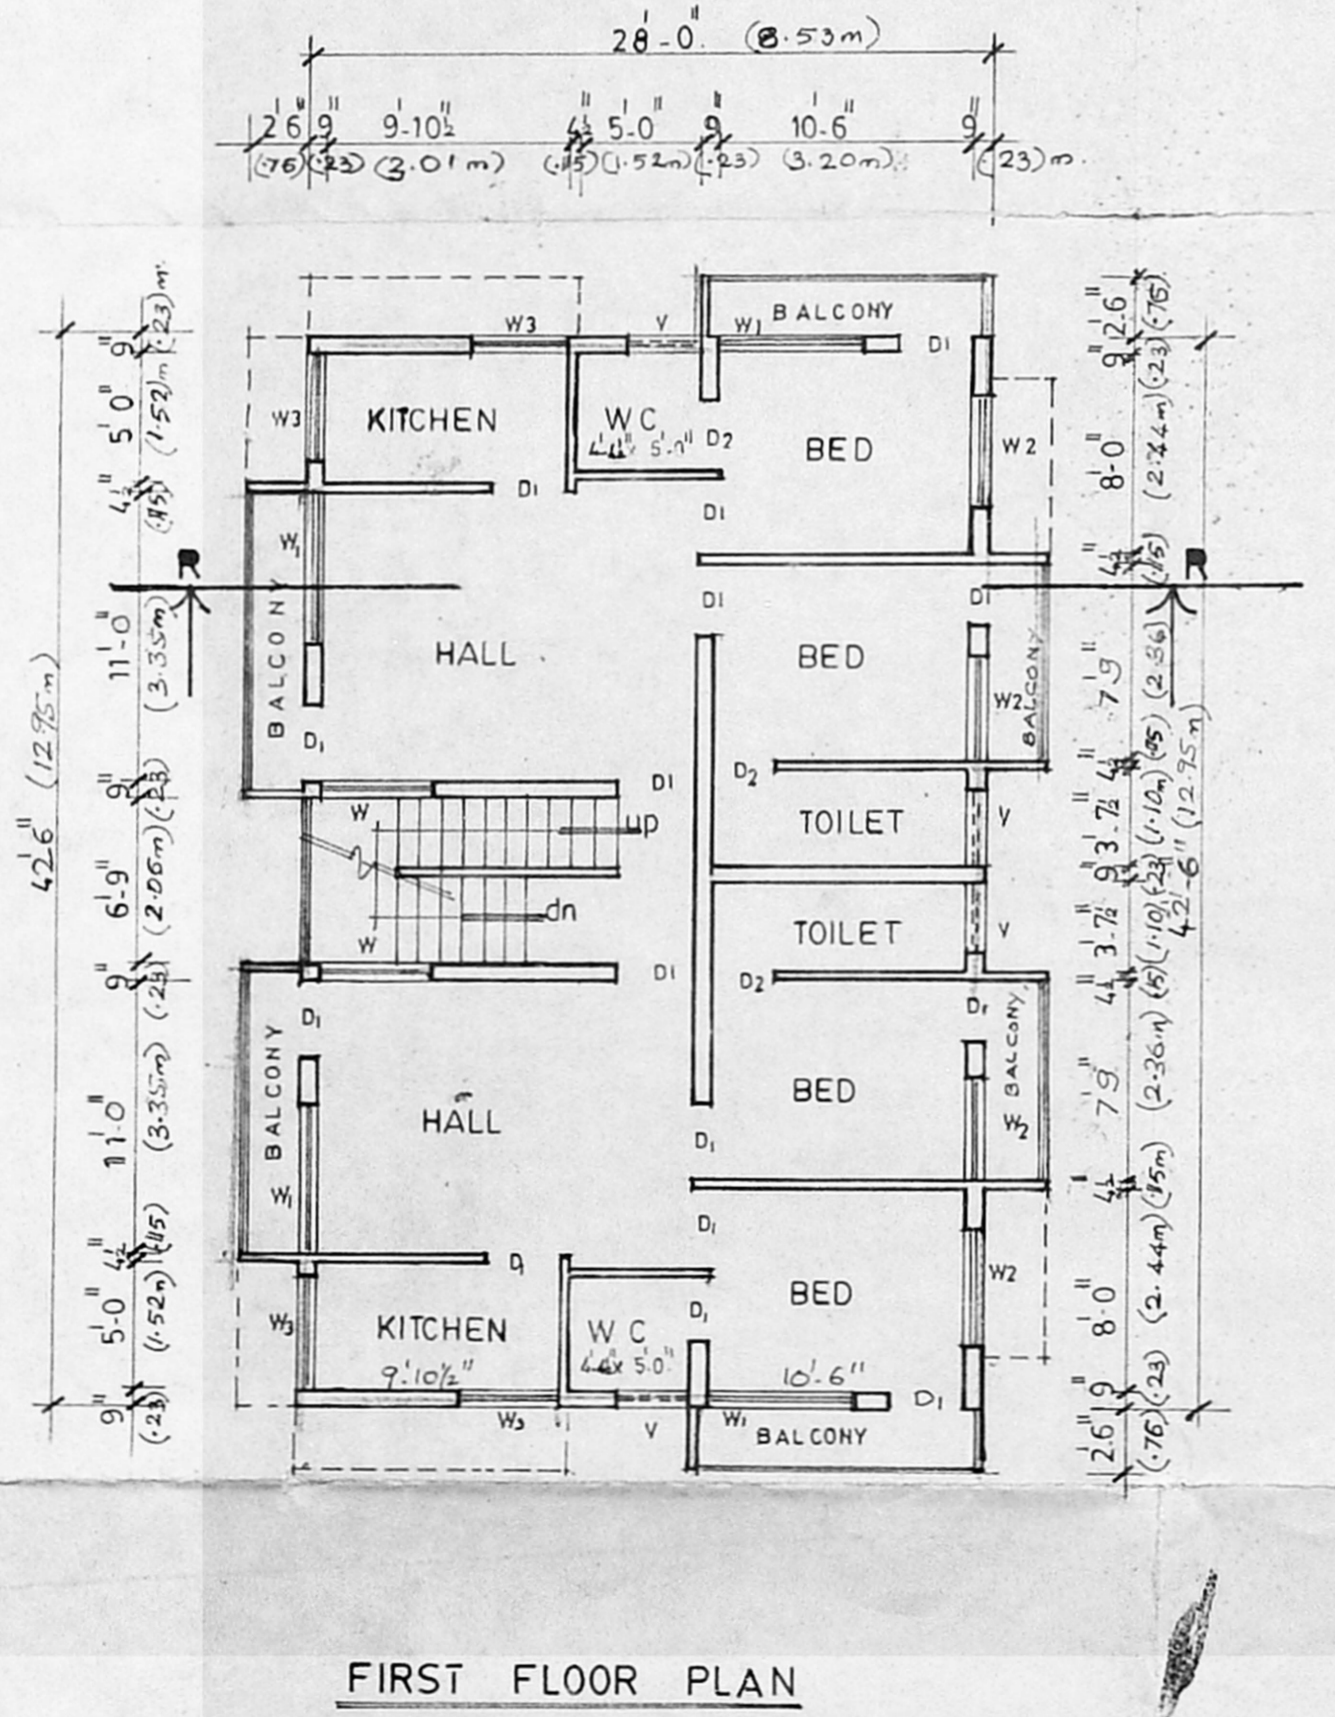 28'-0". (8.53m)
2'6" 9" 9'-10½" 4½" 5'-0" 9" 10'-6" 9"
(.76) (.23) (3.01m) (.115) (1.52m) (.23) (3.20m) (.23)m.
BALCONY
W3 V W1 D1
W3 KITCHEN WC D2 BED W2
5'-0"
D1 D1
W1
R R
D1 D1
BALCONY HALL BED
W2 BALCONY
D1
W D1 D2
up TOILET V
dn TOILET V
W D1 D2
D1 D1
BALCONY HALL BED BALCONY
W1 D1 W2
D1
D1 BED W2
W3 KITCHEN WC D1
9'-10½" 5'0" 10'-6"
W3 V W1 D1
BALCONY
42'6" (12.95m)
9" 5'0" 4½" 11'-0" 9" 6'-9" 9" 11'-0" 4½" 5'-0" 9"
(.23)m (1.52)m (.115) (3.35m) (.23) (2.06m) (.23) (3.35m) (.115) (1.52m) (.23)
2'6" 9" 8'-0" 4½" 7'9" 4½" 3'-7½" 9" 3'-7½" 4½" 7'9" 4½" 8'-0" 9" 2'6"
(.76) (.23) (2.44m) (.115) (2.36) (.115) (1.10m) (.23) (1.10) (.115) (2.36m) (.115m) (2.44m) (.23) (.76)
42'-6" (12.95m)
FIRST FLOOR PLAN